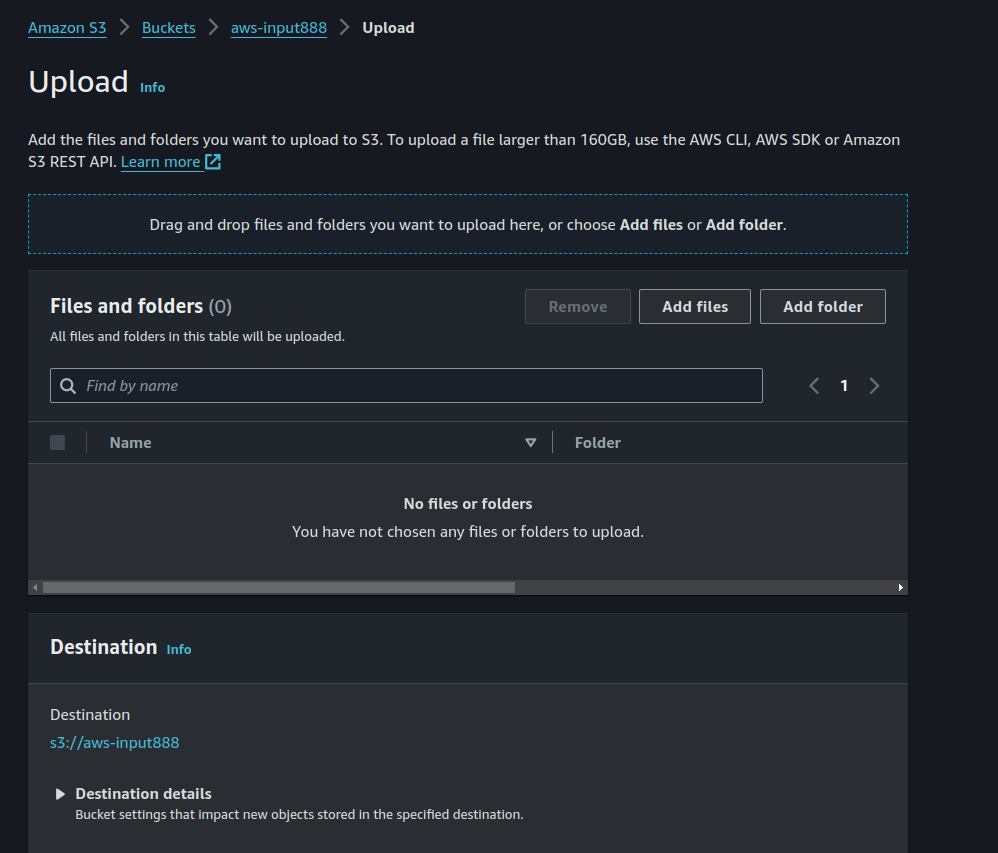 Amazon S3 > Buckets > aws-input888 > Upload
Upload Info
Add the files and folders you want to upload to S3. To upload a file larger than 160GB, use the AWS CLI, AWS SDK or Amazon
S3 REST API. Learn more
Drag and drop files and folders you want to upload here, or choose Add files or Add folder.
Files and folders (0) Remove Add files Add folder
All files and folders in this table will be uploaded.
Find by name 1
Name Folder
No files or folders
You have not chosen any files or folders to upload.
Destination Info
Destination
s3://aws-input888
Destination details
Bucket settings that impact new objects stored in the specified destination.